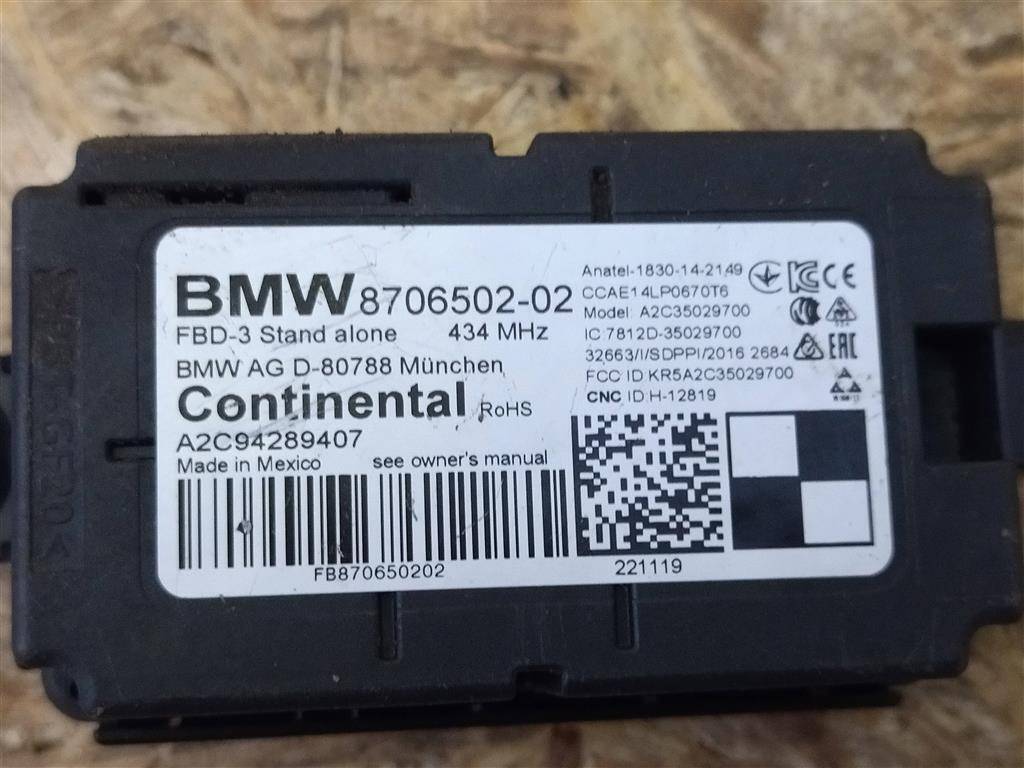 BMW 8706502-02
FBD-3 Stand alone 434 MHz
BMW AG D-80788 München
Continental RoHS
A2C94289407
Made in Mexico see owner's manual
FB870650202
Anatel-1830-14-2149
CCAE14LP0670T6
Model: A2C35029700
IC:7812D-35029700
32663/I/SDPPI/2016 2684
FCC ID:KR5A2C35029700
CNC ID:H-12819
221119
CE
EAC